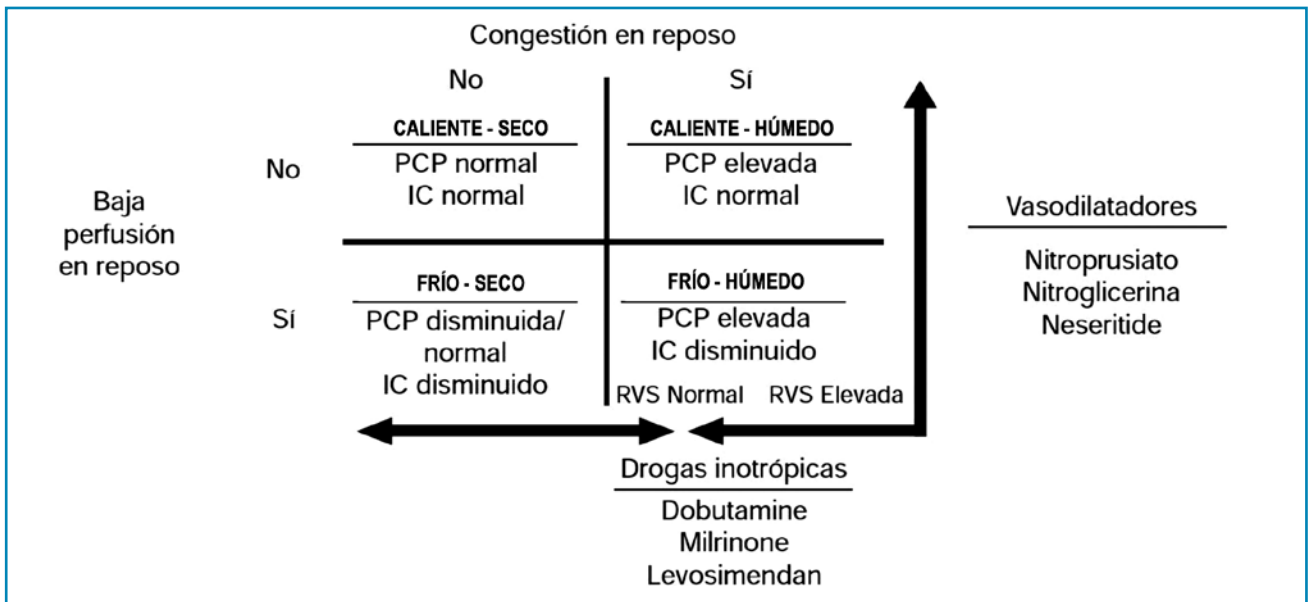 Congestión en reposo
No
Sí
CALIENTE - SECO
PCP normal
IC normal
CALIENTE - HÚMEDO
PCP elevada
IC normal
No
Baja
perfusión
en reposo
Sí
FRÍO - SECO
PCP disminuida/
normal
IC disminuido
FRÍO - HÚMEDO
PCP elevada
IC disminuido
RVS Normal
RVS Elevada
Vasodilatadores
Nitroprusiato
Nitroglicerina
Neseritide
Drogas inotrópicas
Dobutamine
Milrinone
Levosimendan